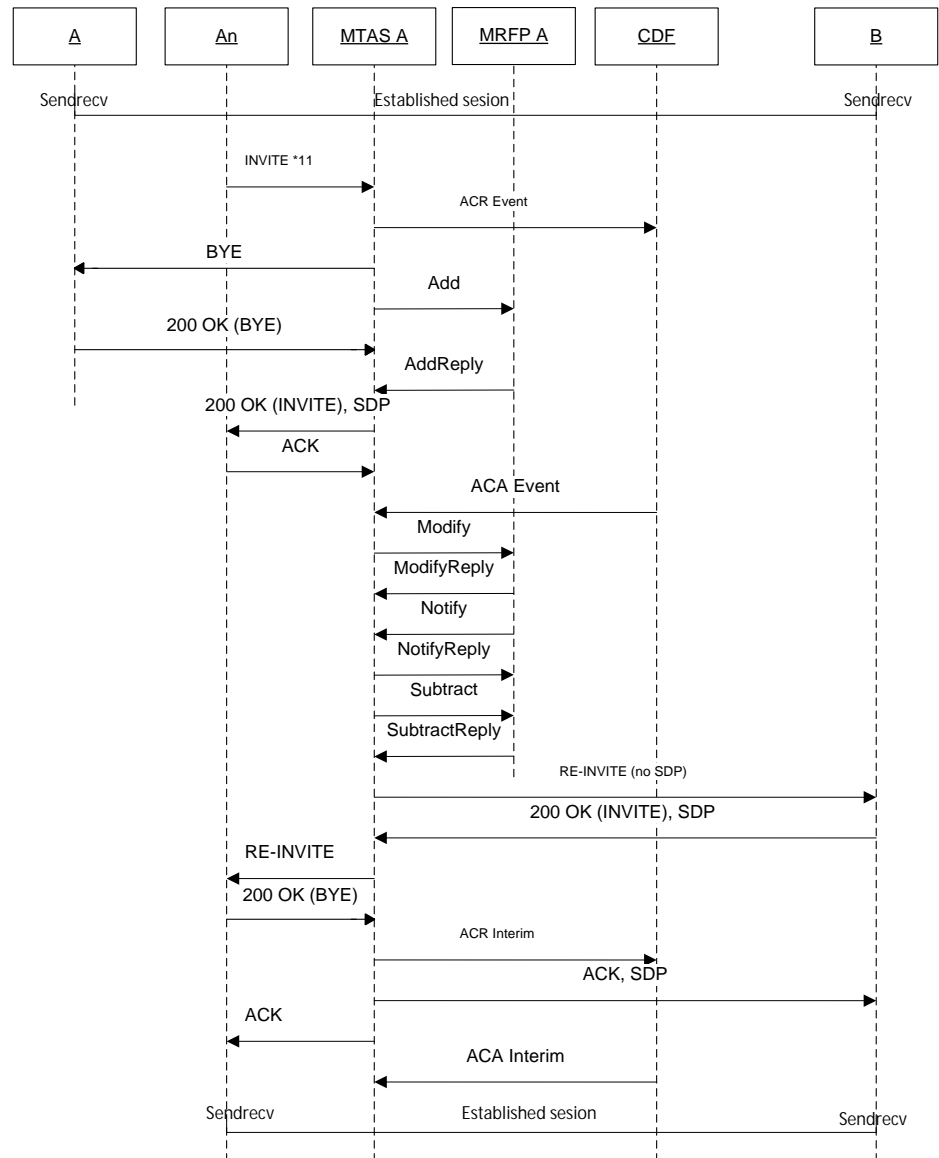 A An MTAS A MRFP A CDF B
Sendrecv Established sesion Sendrecv
INVITE *11
ACR Event
BYE
Add
200 OK (BYE)
AddReply
200 OK (INVITE), SDP
ACK
ACA Event
Modify
ModifyReply
Notify
NotifyReply
Subtract
SubtractReply
RE-INVITE (no SDP)
200 OK (INVITE), SDP
RE-INVITE
200 OK (BYE)
ACR Interim
ACK, SDP
ACK
ACA Interim
Sendrecv Established sesion Sendrecv